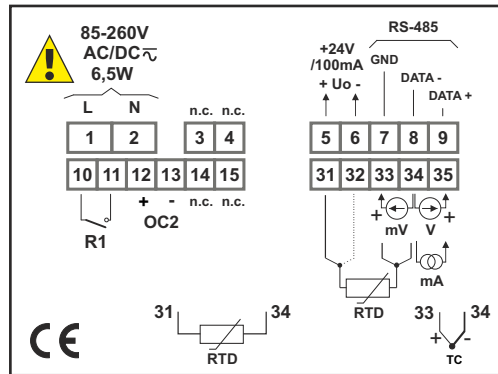 85-260V
AC/DC
6,5W
L N
1 2
n.c. n.c.
3 4
10 11 12 13 14 15
+ - n.c. n.c.
OC2
R1
RS-485
+24V
/100mA
+ Uo -
GND
DATA -
DATA +
5 6 7 8 9
31 32 33 34 35
+ mV V +
mA
RTD
CE
31 34
RTD
33 34
+ -
TC